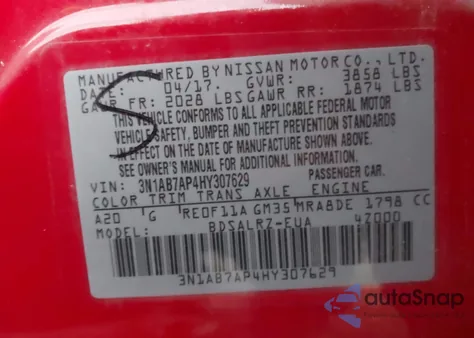 MANUFACTURED BY NISSAN MOTOR CO., LTD.
DATE: 04/17. GVWR: 3858 LBS
GAWR FR: 2028 LBS GAWR RR: 1874 LBS
THIS VEHICLE CONFORMS TO ALL APPLICABLE FEDERAL MOTOR
VEHICLE SAFETY, BUMPER AND THEFT PREVENTION STANDARDS
IN EFFECT ON THE DATE OF MANUFACTURE SHOWN ABOVE.
SEE OWNER'S MANUAL FOR ADDITIONAL INFORMATION
VIN: 3N1AB7AP4HY307629 PASSENGER CAR.
COLOR TRIM TRANS AXLE ENGINE
A20 G RE0F11A GM35 MRA8DE 1798 CC
BDSALRZ-EUA 4Z000
3N1AB7AP4HY307629
autoSnap